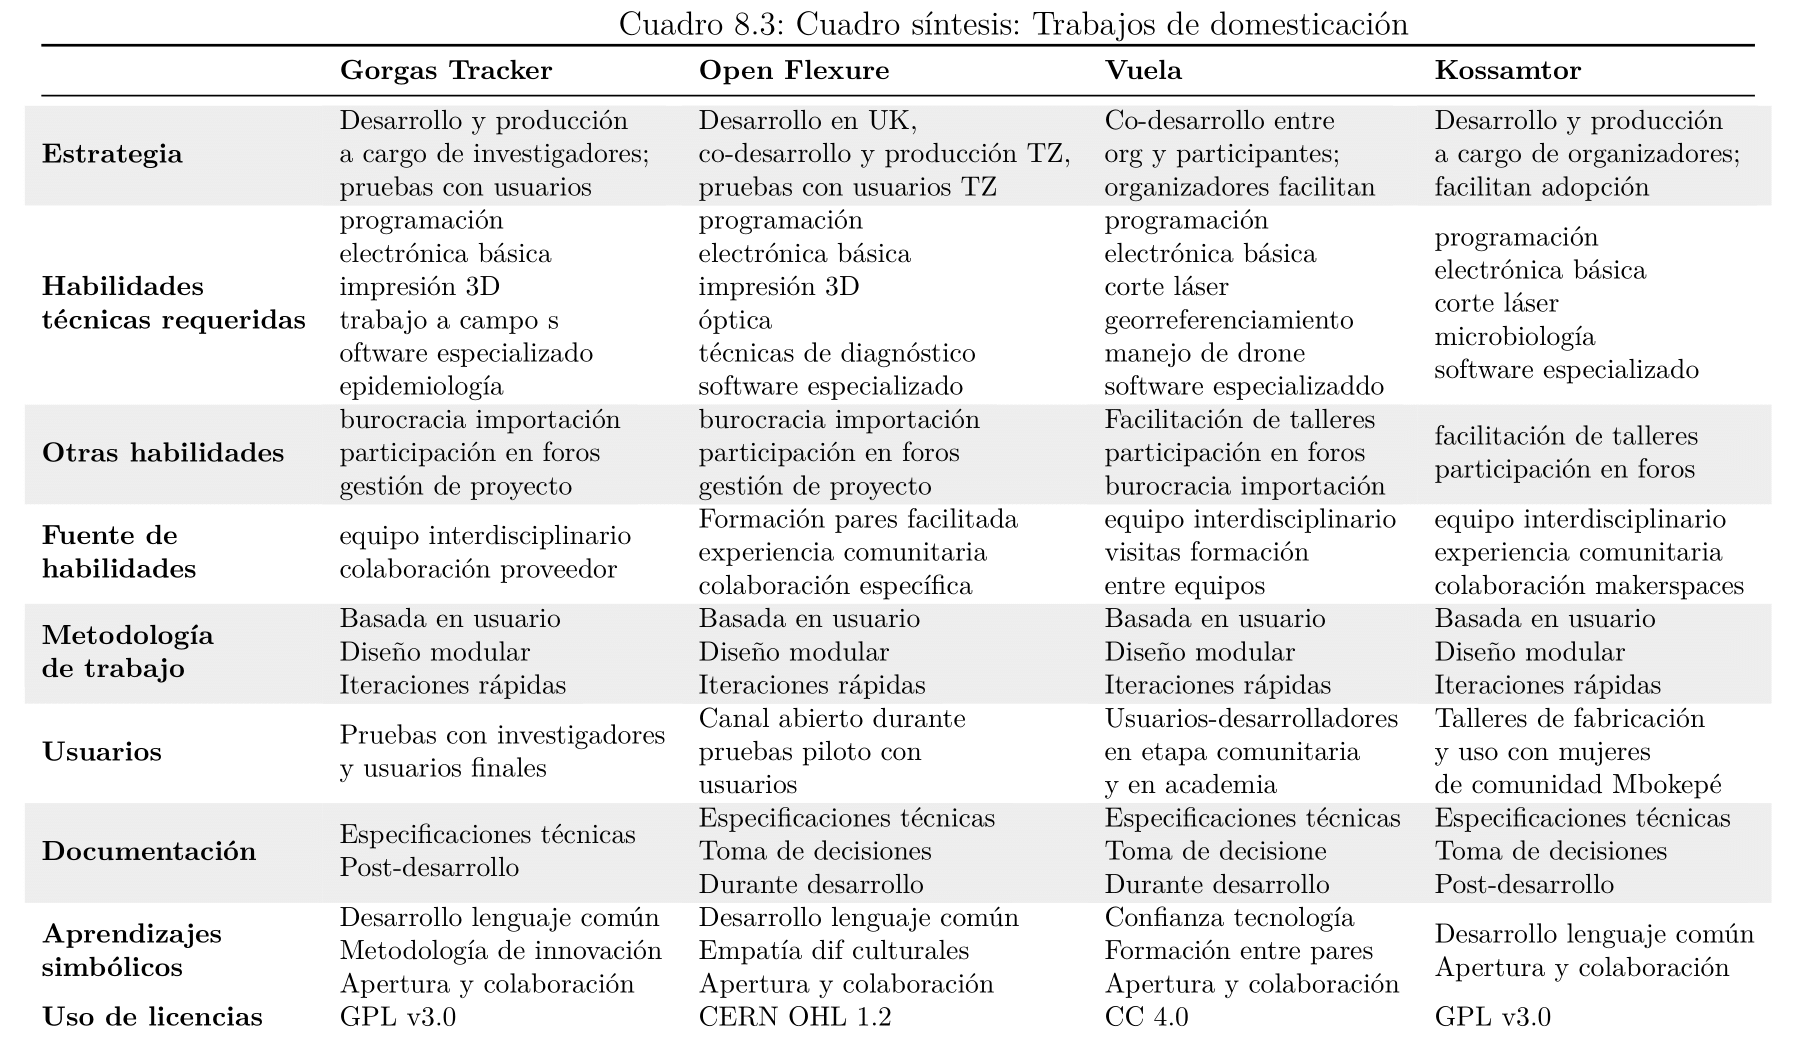 Cuadro 8.3: Cuadro síntesis: Trabajos de domesticación
Gorgas Tracker Open Flexure Vuela Kossamtor
Estrategia
Desarrollo y producción
a cargo de investigadores;
pruebas con usuarios
Desarrollo en UK,
co-desarrollo y producción TZ,
pruebas con usuarios TZ
Co-desarrollo entre
org y participantes;
organizadores facilitan
Desarrollo y producción
a cargo de organizadores;
facilitan adopción
Habilidades
técnicas requeridas
programación
electrónica básica
impresión 3D
trabajo a campo s
oftware especializado
epidemiología
programación
electrónica básica
impresión 3D
óptica
técnicas de diagnóstico
software especializado
programación
electrónica básica
corte láser
georreferenciamiento
manejo de drone
software especializaddo
programación
electrónica básica
corte láser
microbiología
software especializado
Otras habilidades
burocracia importación
participación en foros
gestión de proyecto
burocracia importación
participación en foros
gestión de proyecto
Facilitación de talleres
participación en foros
burocracia importación
facilitación de talleres
participación en foros
Fuente de
habilidades
equipo interdisciplinario
colaboración proveedor
Formación pares facilitada
experiencia comunitaria
colaboración específica
equipo interdisciplinario
visitas formación
entre equipos
equipo interdisciplinario
experiencia comunitaria
colaboración makerspaces
Metodología
de trabajo
Basada en usuario
Diseño modular
Iteraciones rápidas
Basada en usuario
Diseño modular
Iteraciones rápidas
Basada en usuario
Diseño modular
Iteraciones rápidas
Basada en usuario
Diseño modular
Iteraciones rápidas
Usuarios
Pruebas con investigadores
y usuarios finales
Canal abierto durante
pruebas piloto con
usuarios
Usuarios-desarrolladores
en etapa comunitaria
y en academia
Talleres de fabricación
y uso con mujeres
de comunidad Mbokepé
Documentación
Especificaciones técnicas
Post-desarrollo
Especificaciones técnicas
Toma de decisiones
Durante desarrollo
Especificaciones técnicas
Toma de decisione
Durante desarrollo
Especificaciones técnicas
Toma de decisiones
Post-desarrollo
Aprendizajes
simbólicos
Desarrollo lenguaje común
Metodología de innovación
Apertura y colaboración
Desarrollo lenguaje común
Empatía dif culturales
Apertura y colaboración
Confianza tecnología
Formación entre pares
Apertura y colaboración
Desarrollo lenguaje común
Apertura y colaboración
Uso de licencias GPL v3.0 CERN OHL 1.2 CC 4.0 GPL v3.0